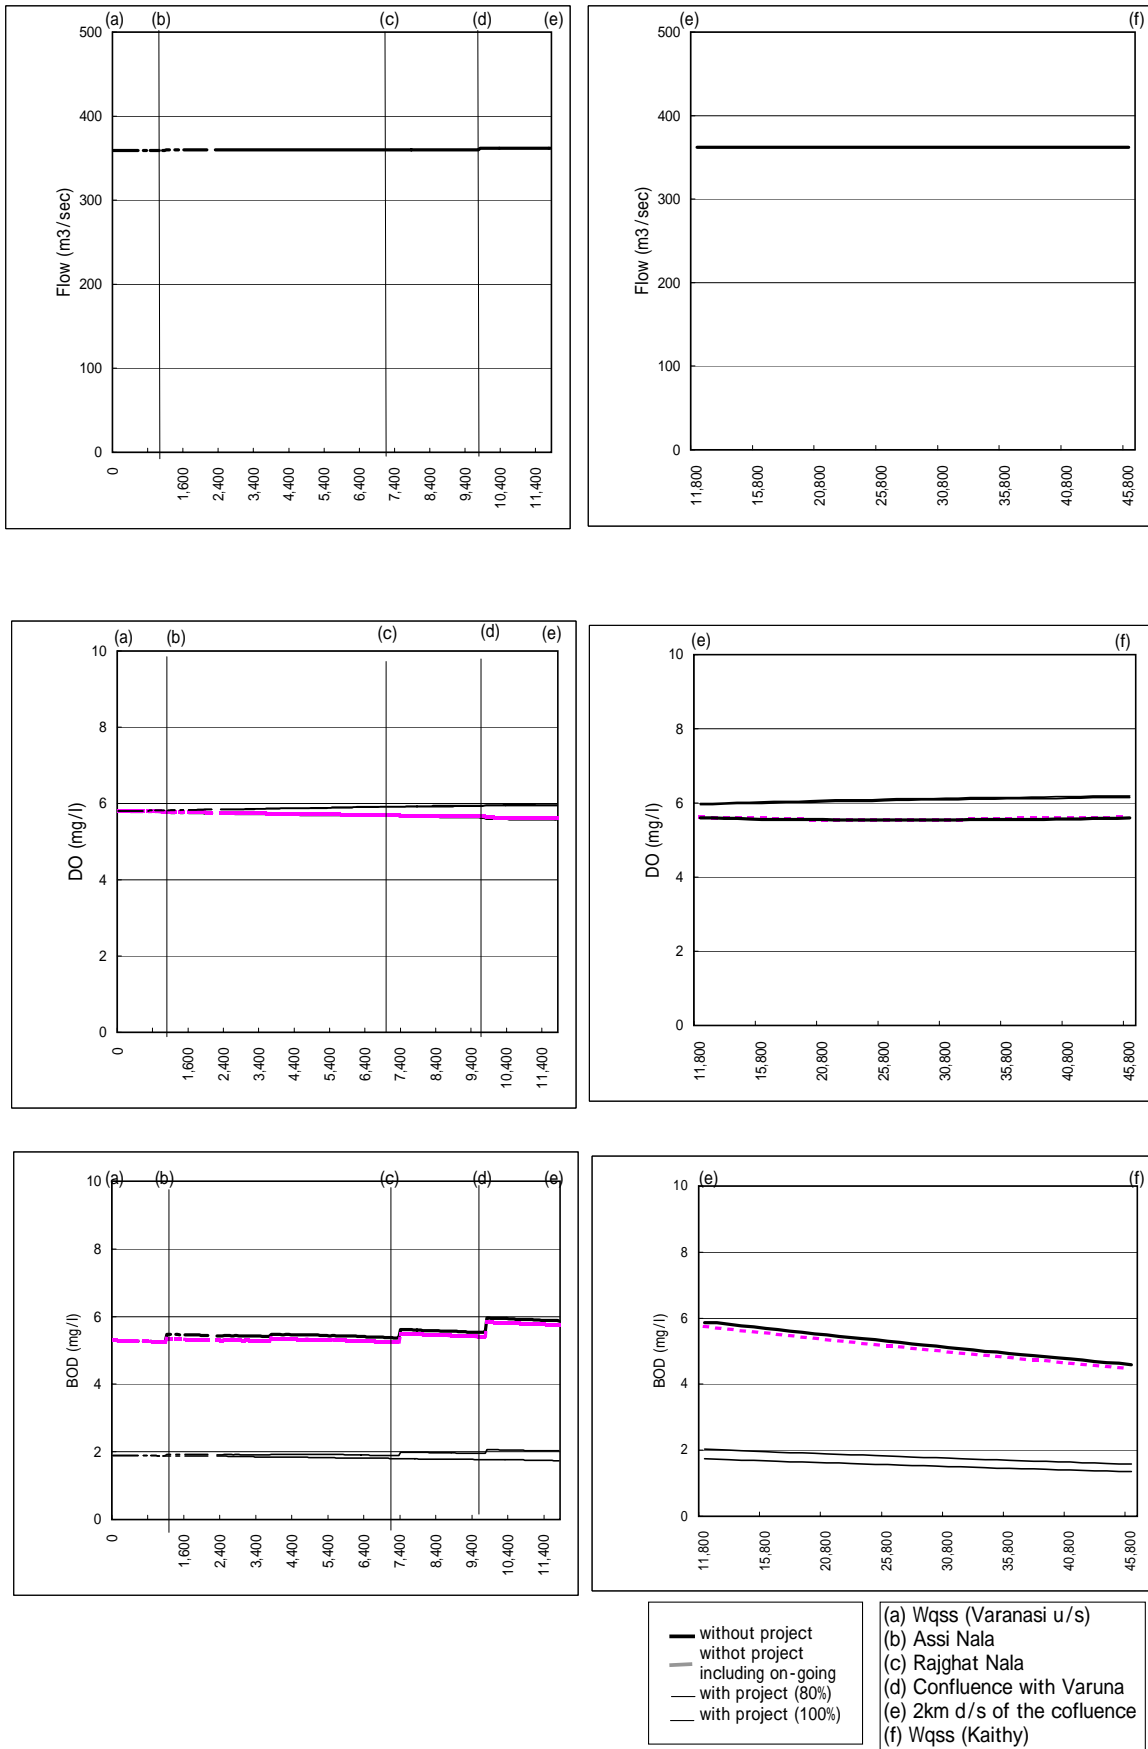 (a) (b) (c) (d) (e)
500
400
300
200
100
0
Flow (m3/sec)
0 1,600 2,400 3,400 4,400 5,400 6,400 7,400 8,400 9,400 10,400 11,400
(e) (f)
500
400
300
200
100
0
Flow (m3/sec)
11,800 15,800 20,800 25,800 30,800 35,800 40,800 45,800
(a) (b) (c) (d) (e)
10
8
6
4
2
0
DO (mg/l)
0 1,600 2,400 3,400 4,400 5,400 6,400 7,400 8,400 9,400 10,400 11,400
(e) (f)
10
8
6
4
2
0
DO (mg/l)
11,800 15,800 20,800 25,800 30,800 35,800 40,800 45,800
(a) (b) (c) (d) (e)
10
8
6
4
2
0
BOD (mg/l)
0 1,600 2,400 3,400 4,400 5,400 6,400 7,400 8,400 9,400 10,400 11,400
(e) (f)
10
8
6
4
2
0
BOD (mg/l)
11,800 15,800 20,800 25,800 30,800 35,800 40,800 45,800
without project
withot project
including on-going
with project (80%)
with project (100%)
(a) Wqss (Varanasi u/s)
(b) Assi Nala
(c) Rajghat Nala
(d) Confluence with Varuna
(e) 2km d/s of the cofluence
(f) Wqss (Kaithy)